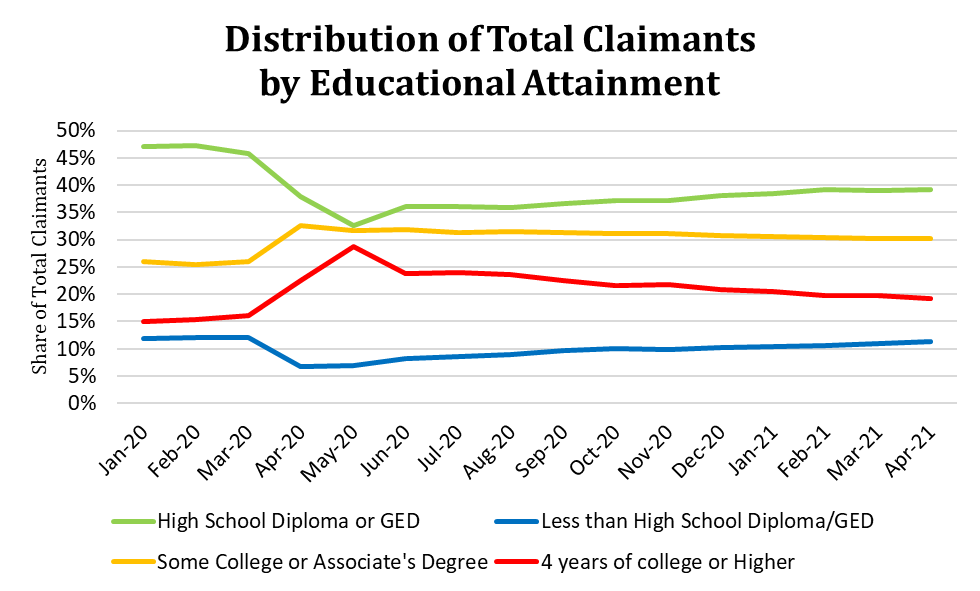 Distribution of Total Claimants
by Educational Attainment
Share of Total Claimants
50%
45%
40%
35%
30%
25%
20%
15%
10%
5%
0%
Jan-20
Feb-20
Mar-20
Apr-20
May-20
Jun-20
Jul-20
Aug-20
Sep-20
Oct-20
Nov-20
Dec-20
Jan-21
Feb-21
Mar-21
Apr-21
High School Diploma or GED
Less than High School Diploma/GED
Some College or Associate's Degree
4 years of college or Higher